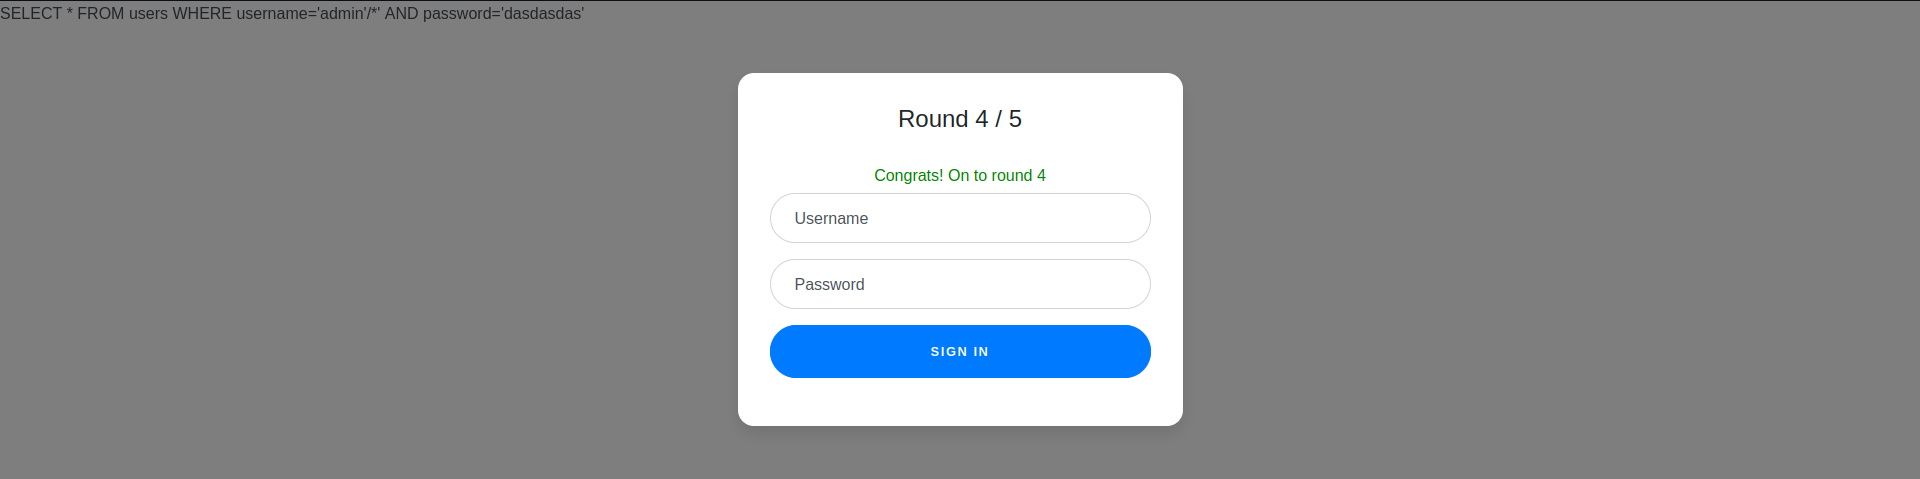 SELECT * FROM users WHERE username='admin'/*' AND password='dasdasdas'
Round 4 / 5
Congrats! On to round 4
Username
Password
SIGN IN